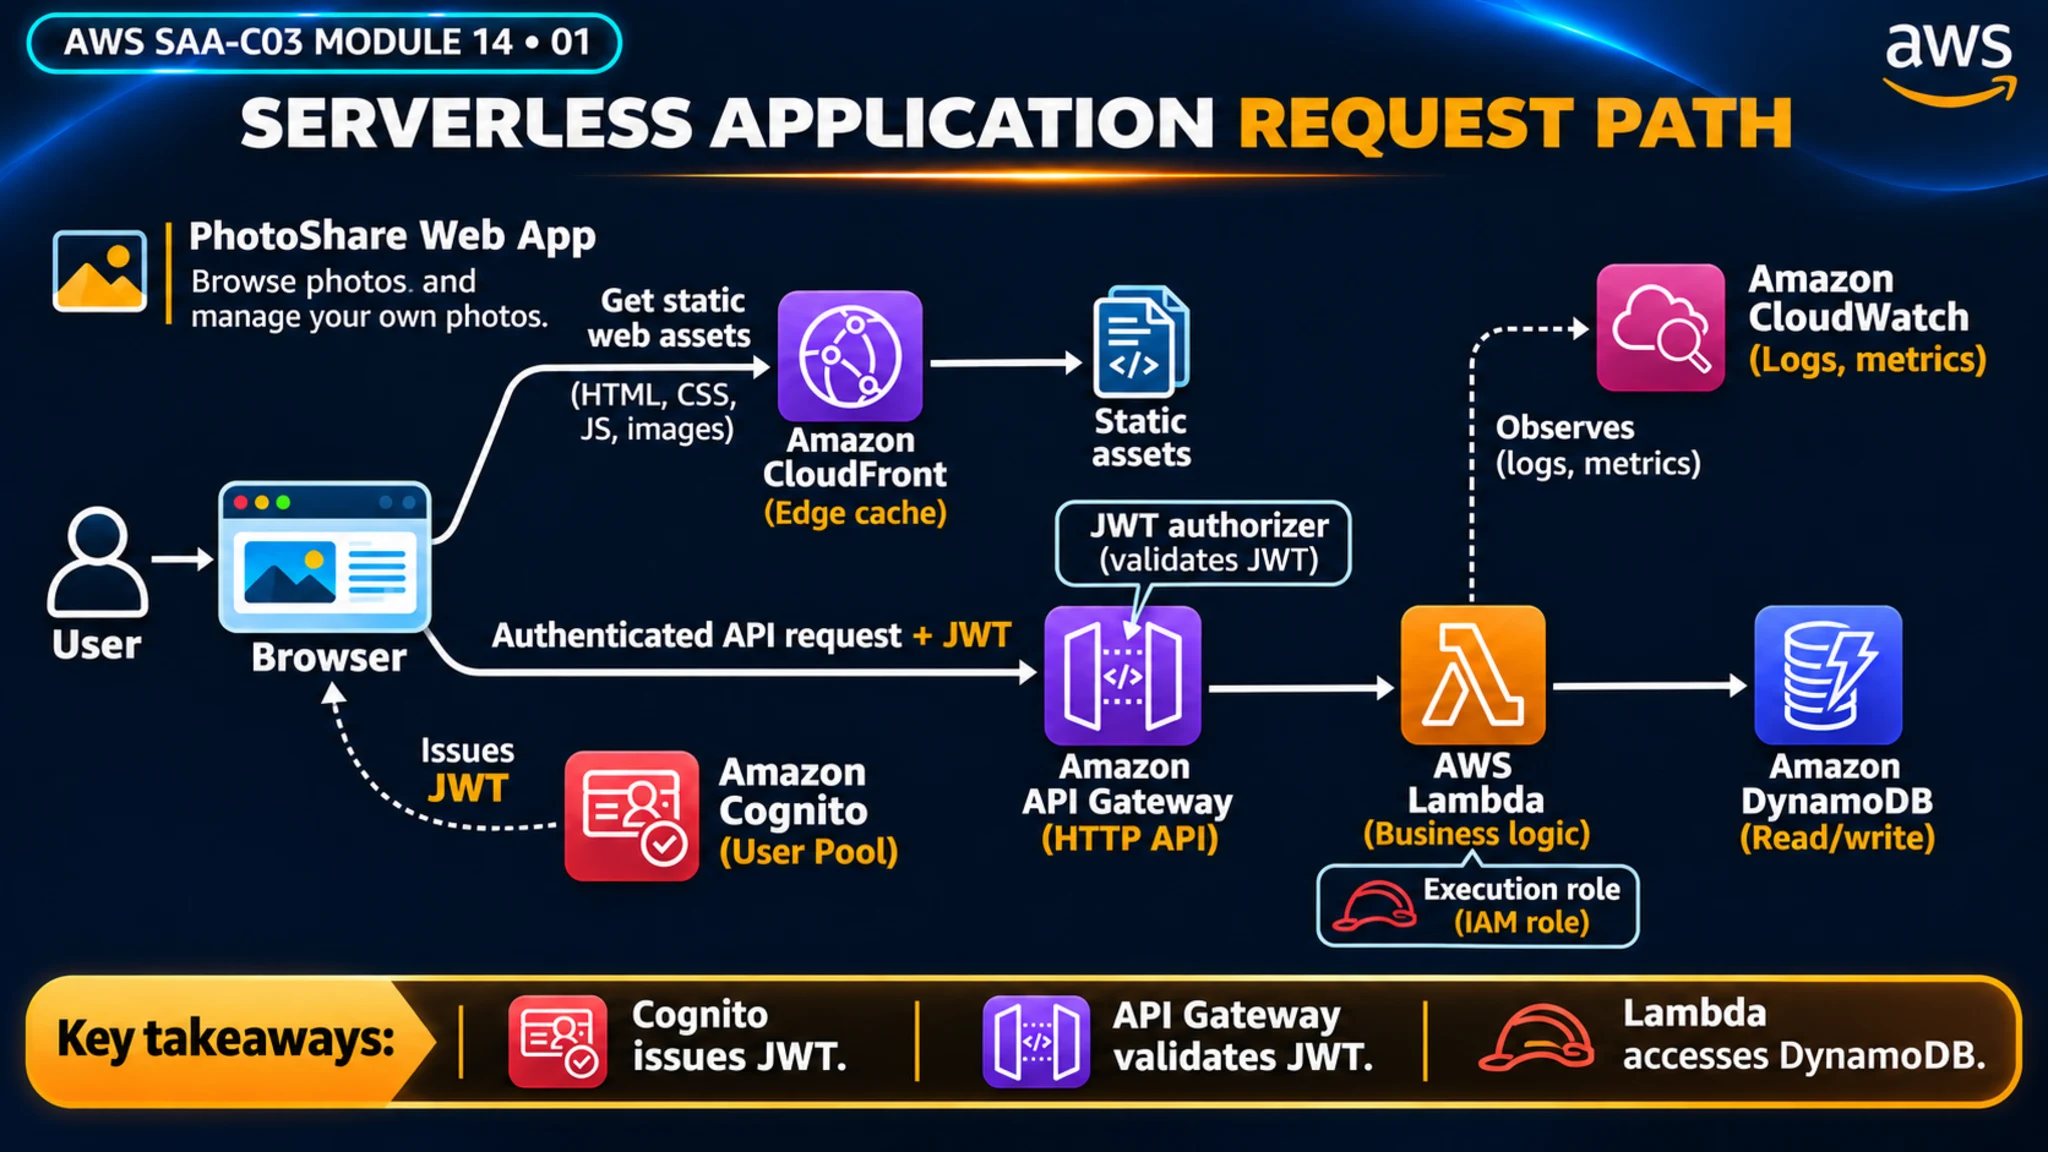 AWS SAA-C03 MODULE 14 • 01
aws
SERVERLESS APPLICATION REQUEST PATH
PhotoShare Web App
Browse photos. and
manage your own photos.
Get static
web assets
(HTML, CSS,
JS, images)
Amazon
CloudFront
(Edge cache)
</>
Static
assets
Amazon
CloudWatch
(Logs, metrics)
Observes
(logs, metrics)
JWT authorizer
(validates JWT)
User
Browser
Authenticated API request + JWT
</>
Issues
JWT
Amazon
Cognito
(User Pool)
Amazon
API Gateway
(HTTP API)
AWS
Lambda
(Business logic)
Execution role
(IAM role)
Amazon
DynamoDB
(Read/write)
Key takeaways:
Cognito
issues JWT.
</>
API Gateway
validates JWT.
Lambda
accesses DynamoDB.